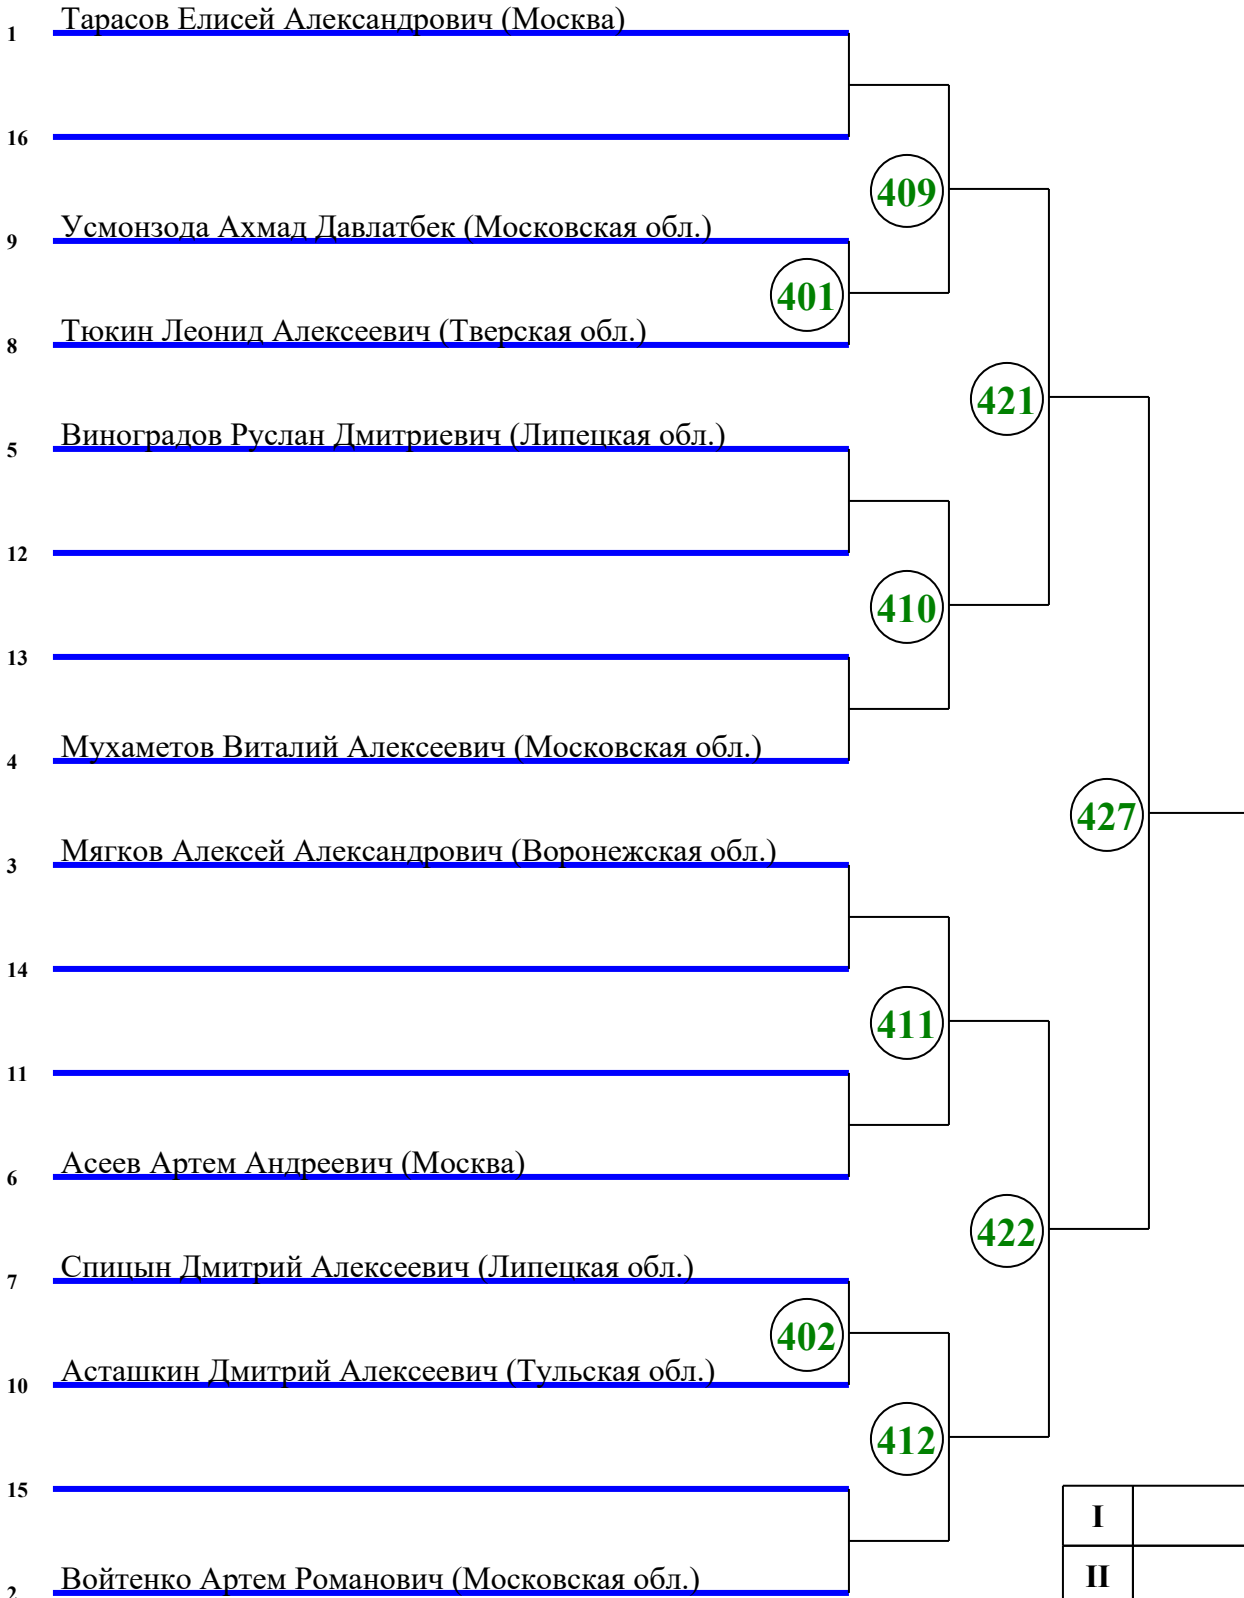 1 Тарасов Елисей Александрович (Москва)
16
409
9 Усмонзода Ахмад Давлатбек (Московская обл.)
401
8 Тюкин Леонид Алексеевич (Тверская обл.)
421
5 Виноградов Руслан Дмитриевич (Липецкая обл.)
12
410
13
4 Мухаметов Виталий Алексеевич (Московская обл.)
427
3 Мягков Алексей Александрович (Воронежская обл.)
14
411
11
6 Асеев Артем Андреевич (Москва)
422
7 Спицын Дмитрий Алексеевич (Липецкая обл.)
402
10 Асташкин Дмитрий Алексеевич (Тульская обл.)
412
15
I
II
2 Войтенко Артем Романович (Московская обл.)